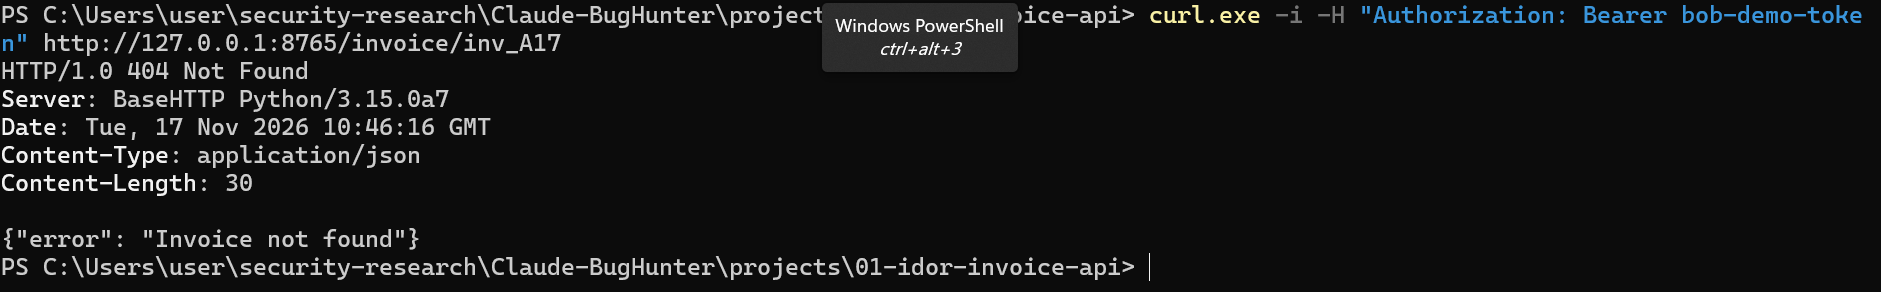 PS C:\Users\user\security-research\Claude-BugHunter\project oice-api> curl.exe -i -H "Authorization: Bearer bob-demo-toke
Windows PowerShell
ctrl+alt+3
n" http://127.0.0.1:8765/invoice/inv_A17
HTTP/1.0 404 Not Found
Server: BaseHTTP Python/3.15.0a7
Date: Tue, 17 Nov 2026 10:46:16 GMT
Content-Type: application/json
Content-Length: 30
{"error": "Invoice not found"}
PS C:\Users\user\security-research\Claude-BugHunter\projects\01-idor-invoice-api>